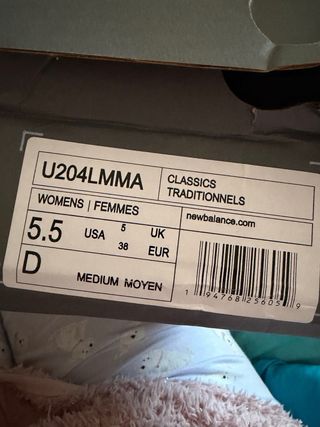 U204LMMA
CLASSICS
TRADITIONNELS
WOMENS | FEMMES
newbalance.com
5.5 USA 5 UK
38 EUR
D MEDIUM MOYEN
1 94768 25605 9